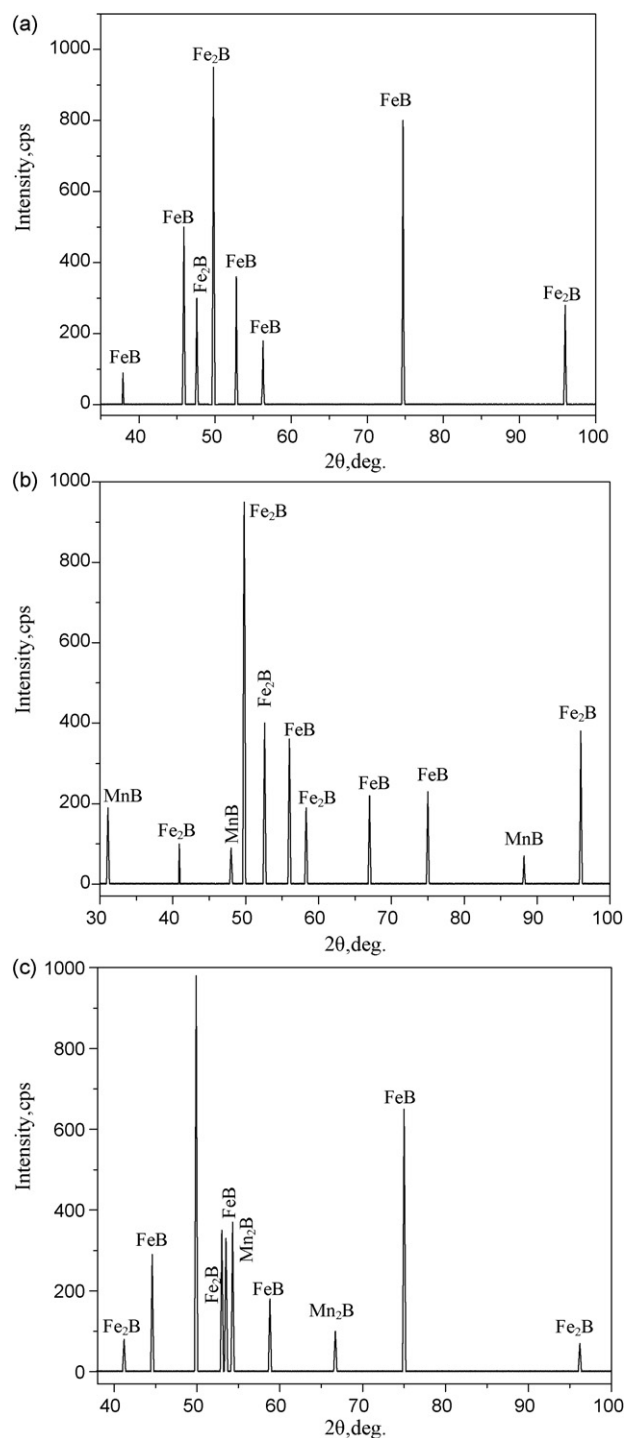 (a)
1000
800
600
400
200
0
Intensity,cps
Fe₂B
FeB
FeB
Fe₂B
FeB
FeB
FeB
Fe₂B
40 50 60 70 80 90 100
2θ,deg.
(b)
1000
800
600
400
200
0
Intensity,cps
Fe₂B
Fe₂B
FeB
Fe₂B
MnB
Fe₂B
MnB
Fe₂B
FeB
FeB
MnB
30 40 50 60 70 80 90 100
2θ,deg.
(c)
1000
800
600
400
200
0
Intensity,cps
FeB
FeB
FeB
Mn₂B
Fe₂B
Fe₂B
FeB
Mn₂B
Fe₂B
40 50 60 70 80 90 100
2θ,deg.